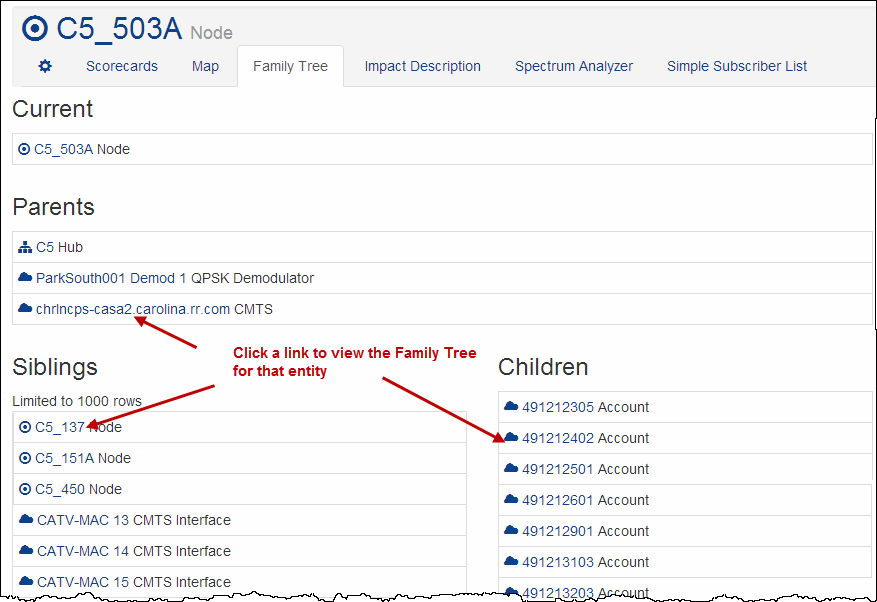 C5_503A Node
Scorecards Map Family Tree Impact Description Spectrum Analyzer Simple Subscriber List
Current
C5_503A Node
Parents
C5 Hub
ParkSouth001 Demod 1 QPSK Demodulator
chrlncps-casa2.carolina.rr.com CMTS
Click a link to view the Family Tree
for that entity
Siblings
Limited to 1000 rows
C5_137 Node
C5_151A Node
C5_450 Node
CATV-MAC 13 CMTS Interface
CATV-MAC 14 CMTS Interface
CATV-MAC 15 CMTS Interface
Children
491212305 Account
491212402 Account
491212501 Account
491212601 Account
491212901 Account
491213103 Account
491213203 Account